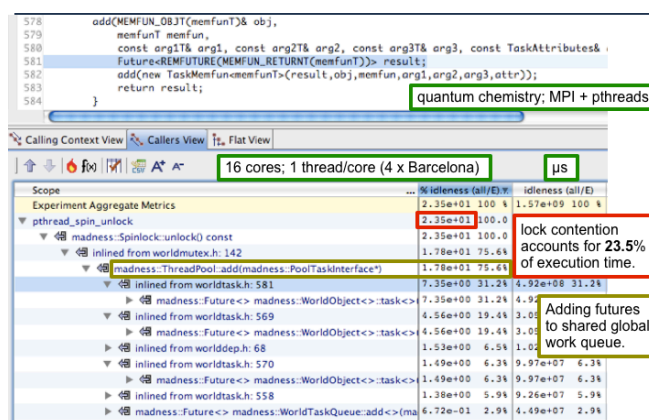 578 add(MEMFUN_OBJT(memfunT)& obj,
579 memfunT memfun,
580 const arg1T& arg1, const arg2T& arg2, const arg3T& arg3, const TaskAttributes&
581 Future<REMFUTURE(MEMFUN_RETURNT(memfunT))> result;
582 add(new TaskMemfun<memfunT>(result,obj,memfun,arg1,arg2,arg3,attr));
583 return result;
584 }
quantum chemistry; MPI + pthreads
Calling Context View Callers View Flat View
f(x) CSV A+ A-
16 cores; 1 thread/core (4 x Barcelona)
μs
Scope ... % idleness (all/E) idleness (all/E)
Experiment Aggregate Metrics 2.35e+01 100 % 1.57e+09 100 %
pthread_spin_unlock 2.35e+01 100.0
madness::Spinlock::unlock() const 2.35e+01 100.0
inlined from worldmutex.h: 142 1.78e+01 75.6%
madness::ThreadPool::add(madness::PoolTaskInterface*) 1.78e+01 75.6%
inlined from worldtask.h: 581 7.35e+00 31.2% 4.92e+08 31.2%
madness::Future<> madness::WorldObject<>::task<> 7.35e+00 31.2% 4.92
inlined from worldtask.h: 569 4.56e+00 19.4% 3.05
madness::Future<> madness::WorldObject<>::task<> 4.56e+00 19.4% 3.05
inlined from worlddep.h: 68 1.53e+00 6.5% 1.02
inlined from worldtask.h: 570 1.49e+00 6.3% 9.97e+07 6.3%
madness::Future<> madness::WorldObject<>::task<> 1.49e+00 6.3% 9.97e+07 6.3%
inlined from worldtask.h: 558 1.38e+00 5.9% 9.26e+07 5.9%
madness::Future<> madness::WorldTaskQueue::add<>(ma 6.72e-01 2.9% 4.49e+07 2.9%
lock contention
accounts for 23.5%
of execution time.
Adding futures
to shared global
work queue.